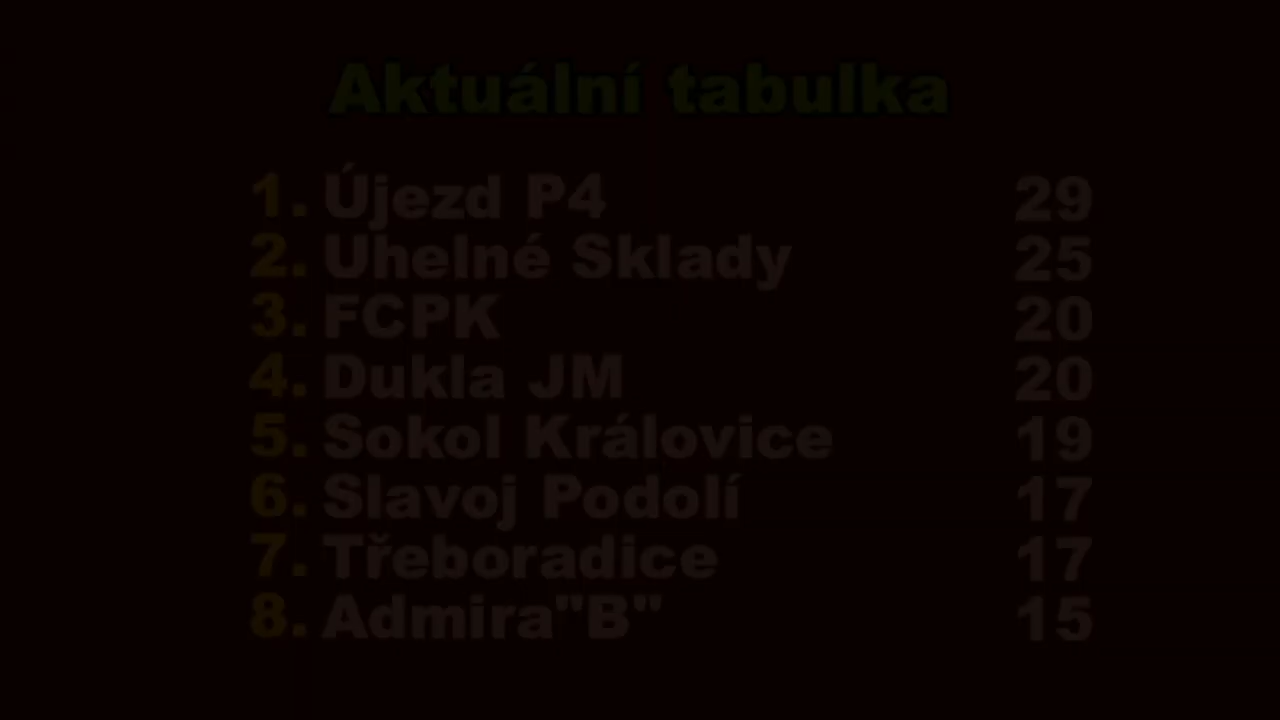 Aktuální tabulka
1. Újezd P4 29
2. Uhelné Sklady 25
3. FCPK 20
4. Dukla JM 20
5. Sokol Královice 19
6. Slavoj Podolí 17
7. Třeboradice 17
8. Admira"B" 15